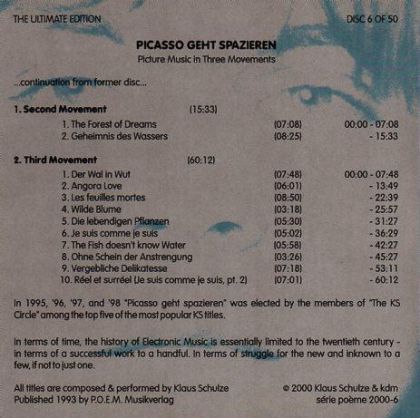 THE ULTIMATE EDITION DISC 6 OF 50
PICASSO GEHT SPAZIEREN
Picture Music in Three Movements
...continuation from former disc...
1. Second Movement (15:33)
1. The Forest of Dreams (07:08) 00:00 - 07:08
2. Geheimnis des Wassers (08:25) - 15:33
2. Third Movement (60:12)
1. Der Wal in Wut (07:48) 00:00 - 07:48
2. Angora Love (06:01) - 13:49
3. Les feuilles mortes (08:50) - 22:39
4. Wilde Blume (03:18) - 25:57
5. Die lebendigen Pflanzen (05:30) - 31:27
6. Je suis comme je suis (05:02) - 36:29
7. The Fish doesn't know Water (05:58) - 42:27
8. Ohne Schein der Anstrengung (03:26) - 45:27
9. Vergebliche Delikatesse (07:18) - 53:11
10. Réel et surréel (Je suis comme je suis, pt. 2) (07:01) - 60:12
In 1995, '96, '97, and '98 "Picasso geht spazieren" was elected by the members of "The KS
Circle" among the top five of the most popular KS titles.
In terms of time, the history of Electronic Music is essentially limited to the twentieth century -
in terms of a successful work to a handful. In terms of struggle for the new and inknown to a
few, if not to just one.
All titles are composed & performed by Klaus Schulze © 2000 Klaus Schulze & kdm
Published 1993 by P.O.E.M. Musikverlag série poème 2000-6